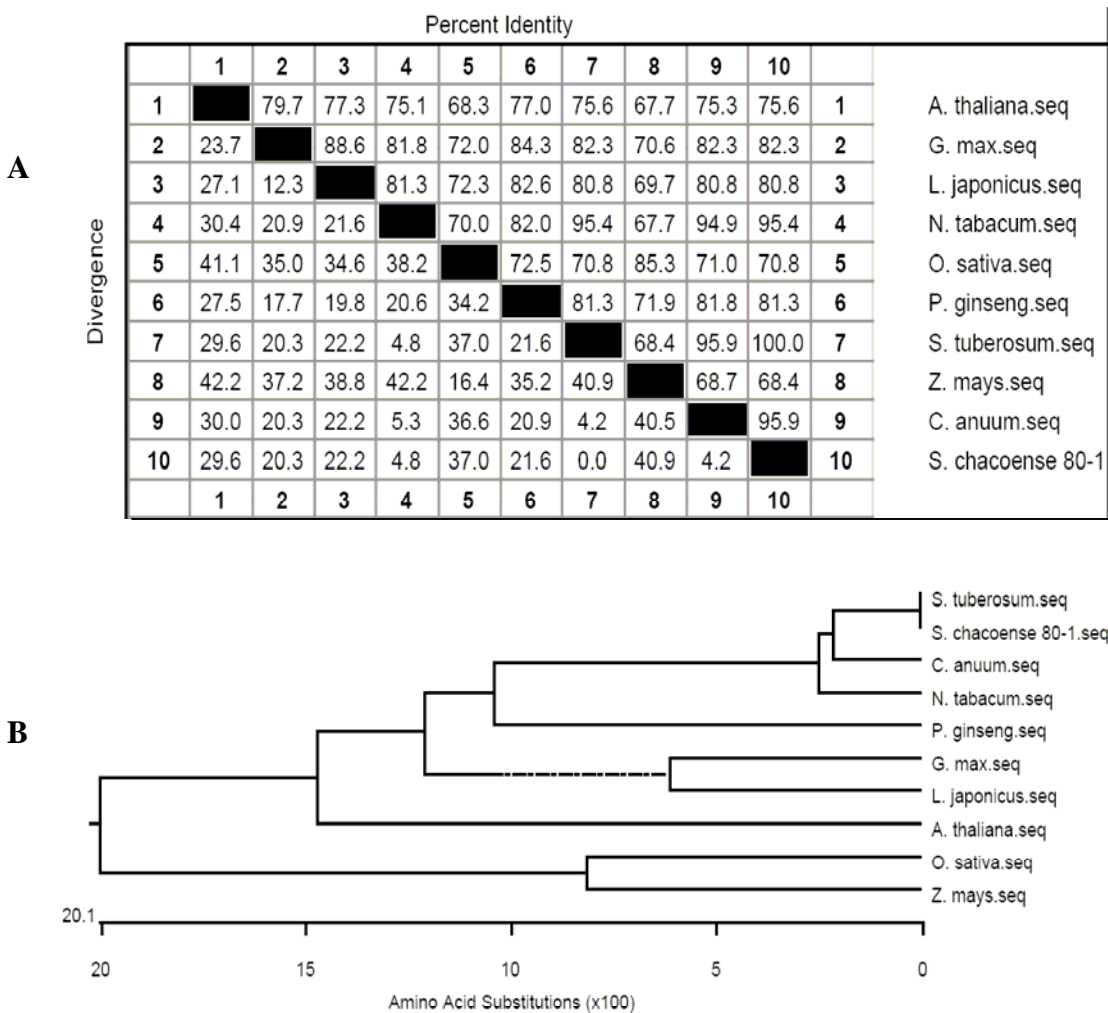 Percent Identity
1 2 3 4 5 6 7 8 9 10
1 79.7 77.3 75.1 68.3 77.0 75.6 67.7 75.3 75.6 1 A. thaliana.seq
2 23.7 88.6 81.8 72.0 84.3 82.3 70.6 82.3 82.3 2 G. max.seq
A
3 27.1 12.3 81.3 72.3 82.6 80.8 69.7 80.8 80.8 3 L. japonicus.seq
4 30.4 20.9 21.6 70.0 82.0 95.4 67.7 94.9 95.4 4 N. tabacum.seq
Divergence
5 41.1 35.0 34.6 38.2 72.5 70.8 85.3 71.0 70.8 5 O. sativa.seq
6 27.5 17.7 19.8 20.6 34.2 81.3 71.9 81.8 81.3 6 P. ginseng.seq
7 29.6 20.3 22.2 4.8 37.0 21.6 68.4 95.9 100.0 7 S. tuberosum.seq
8 42.2 37.2 38.8 42.2 16.4 35.2 40.9 68.7 68.4 8 Z. mays.seq
9 30.0 20.3 22.2 5.3 36.6 20.9 4.2 40.5 95.9 9 C. anuum.seq
10 29.6 20.3 22.2 4.8 37.0 21.6 0.0 40.9 4.2 10 S. chacoense 80-1
1 2 3 4 5 6 7 8 9 10
S. tuberosum.seq
S. chacoense 80-1.seq
C. anuum.seq
N. tabacum.seq
B
P. ginseng.seq
G. max.seq
L. japonicus.seq
A. thaliana.seq
O. sativa.seq
Z. mays.seq
20.1
20 15 10 5 0
Amino Acid Substitutions (x100)